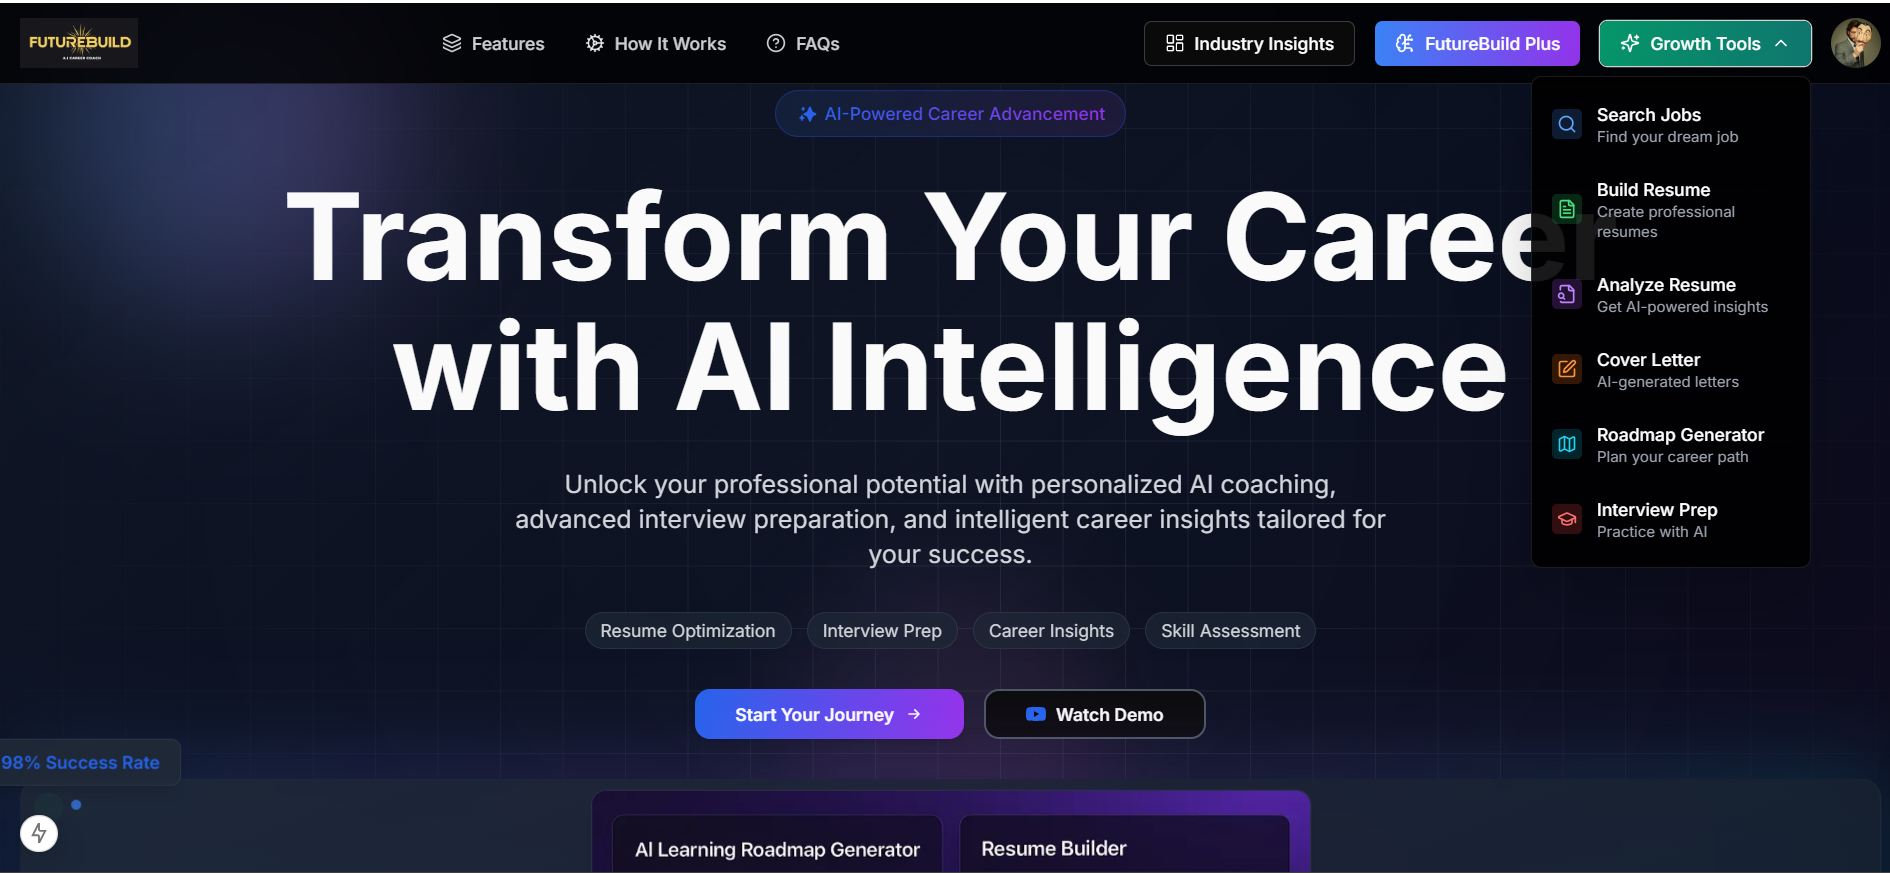 FUTUREBUILD
A.I CAREER COACH
Features
How It Works
FAQs
Industry Insights
FutureBuild Plus
Growth Tools
AI-Powered Career Advancement
Transform Your Career
with AI Intelligence
Unlock your professional potential with personalized AI coaching,
advanced interview preparation, and intelligent career insights tailored for
your success.
Resume Optimization
Interview Prep
Career Insights
Skill Assessment
Start Your Journey
Watch Demo
98% Success Rate
AI Learning Roadmap Generator
Resume Builder
Search Jobs
Find your dream job
Build Resume
Create professional
resumes
Analyze Resume
Get AI-powered insights
Cover Letter
AI-generated letters
Roadmap Generator
Plan your career path
Interview Prep
Practice with AI